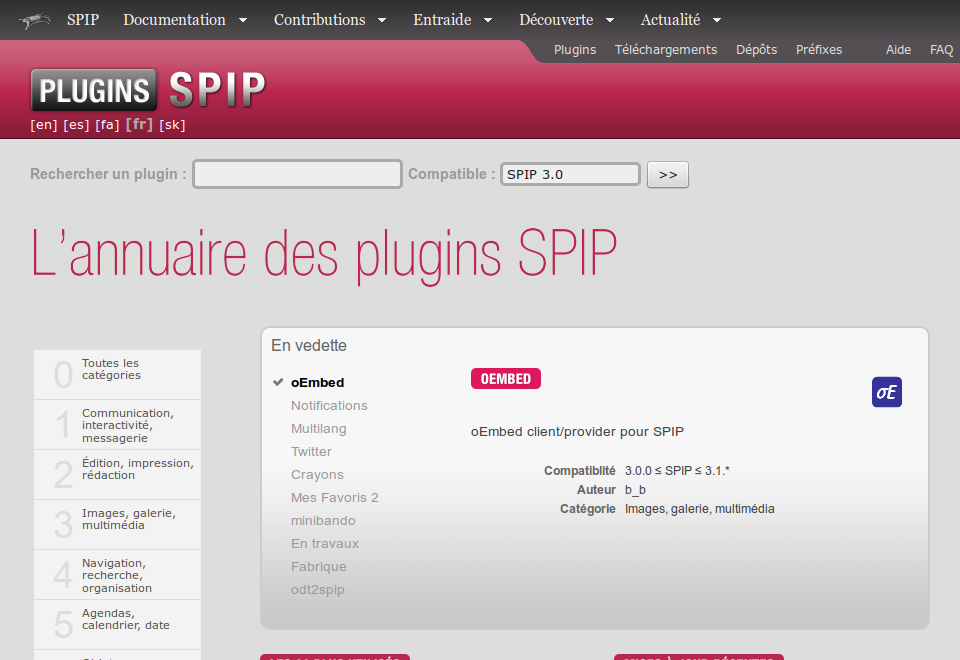 SPIP Documentation Contributions Entraide Découverte Actualité
Plugins Téléchargements Dépôts Préfixes Aide FAQ
PLUGINS SPIP
[en] [es] [fa] [fr] [sk]
Rechercher un plugin : Compatible : SPIP 3.0 >>
L'annuaire des plugins SPIP
0 Toutes les
catégories
1 Communication,
interactivité,
messagerie
2 Édition, impression,
rédaction
3 Images, galerie,
multimédia
4 Navigation,
recherche,
organisation
5 Agendas,
calendrier, date
En vedette
oEmbed
Notifications
Multilang
Twitter
Crayons
Mes Favoris 2
minibando
En travaux
Fabrique
odt2spip
OEMBED
σE
oEmbed client/provider pour SPIP
Compatiblité 3.0.0 ≤ SPIP ≤ 3.1.*
Auteur b_b
Catégorie Images, galerie, multimédia